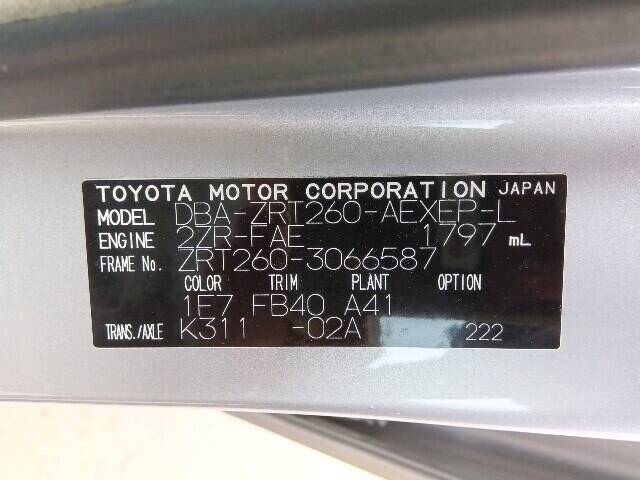 TOYOTA MOTOR CORPORATION JAPAN
MODEL DBA-ZRT260-AEXEP-L
ENGINE 2ZR-FAE 1797 mL
FRAME No. ZRT260-3066587
COLOR TRIM PLANT OPTION
1F7 FB40 A41
TRANS./AXLE K311 -02A 222